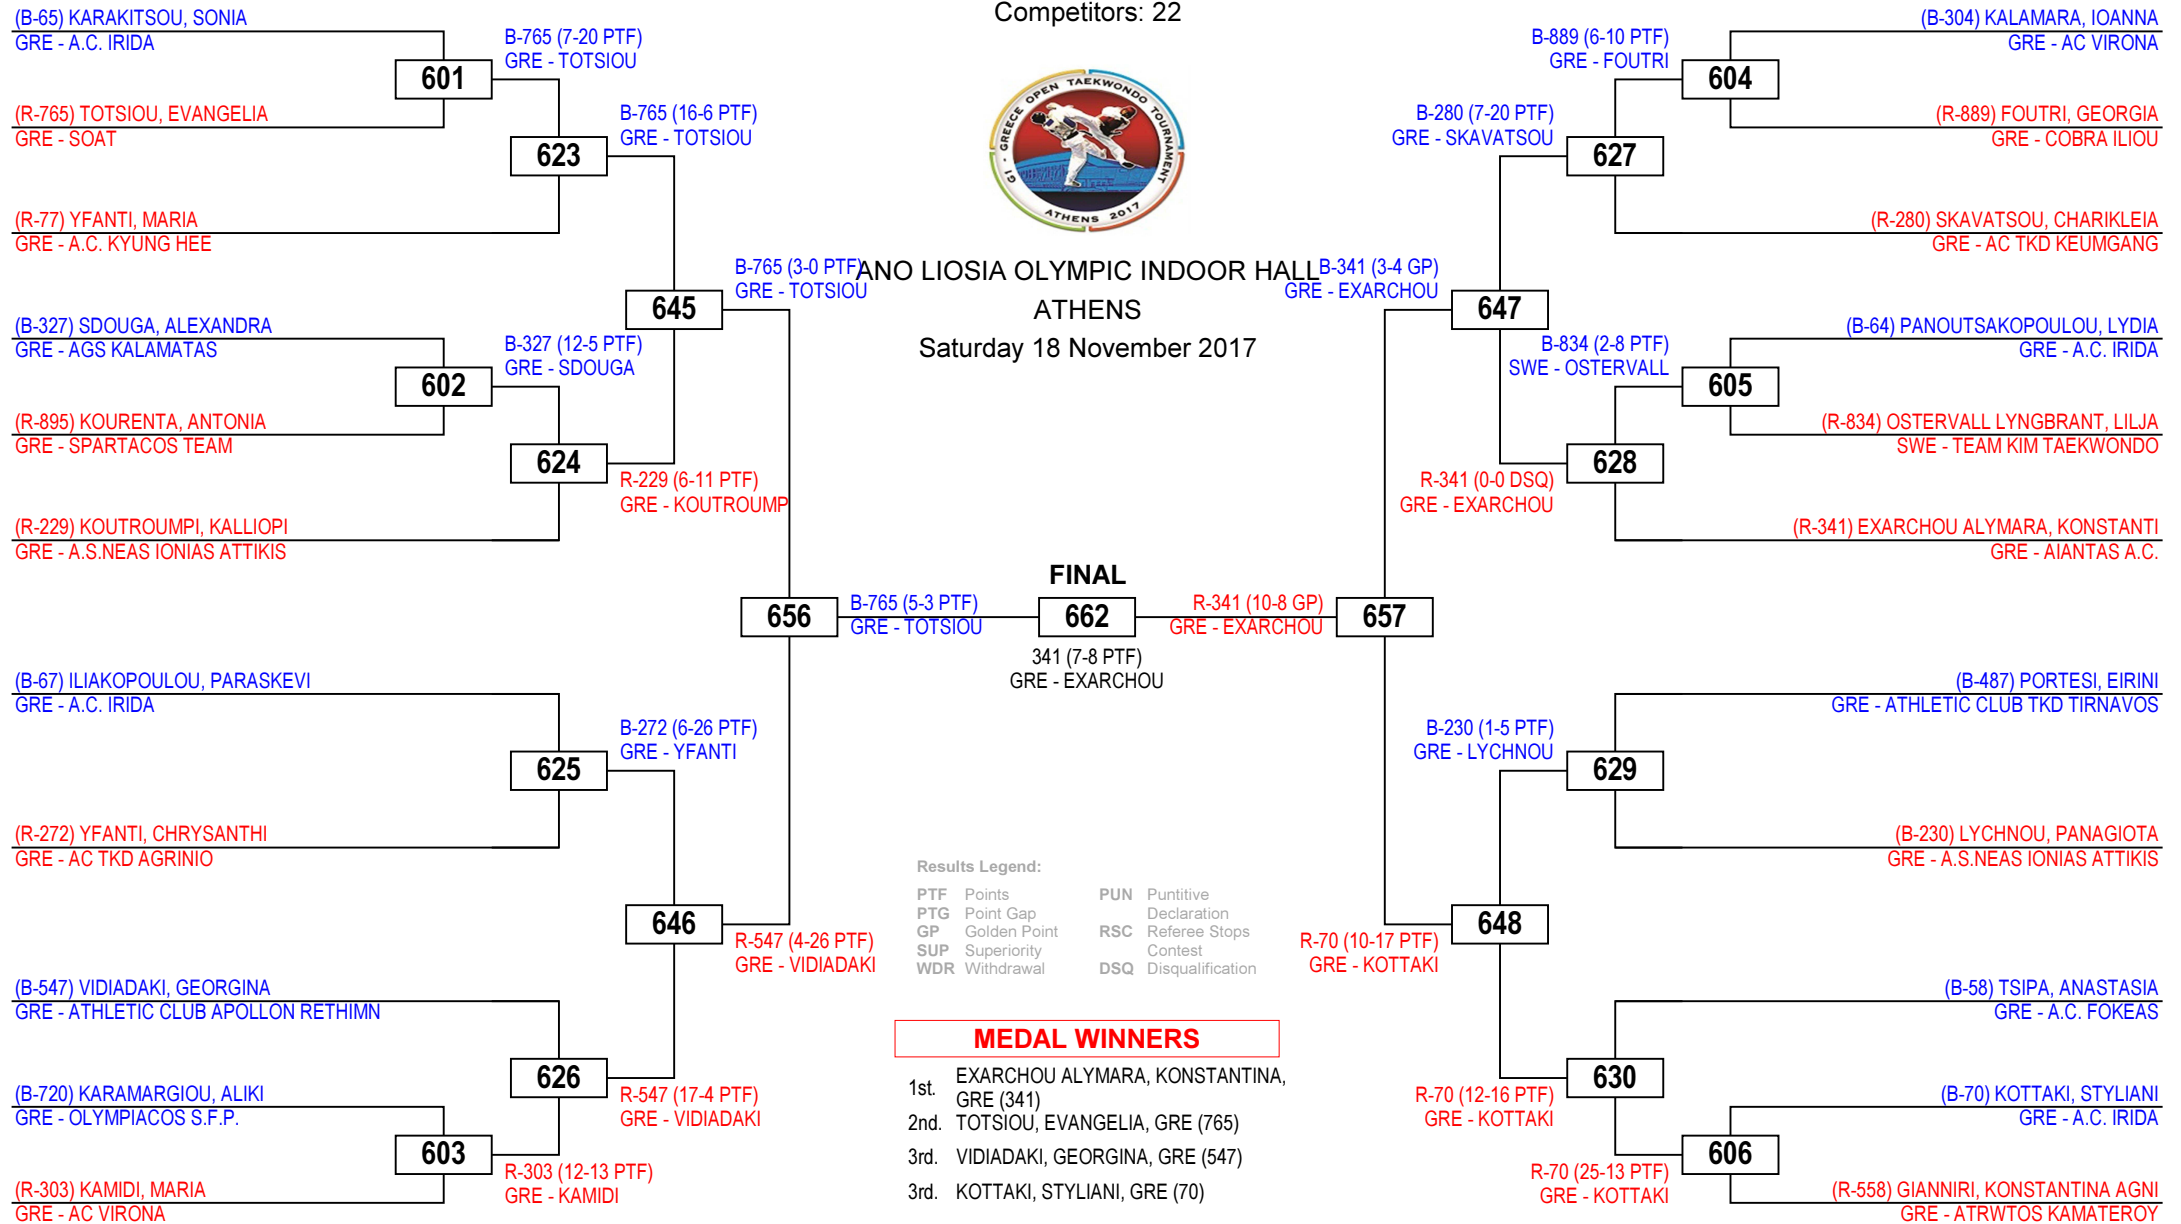 Competitors: 22
(B-65) KARAKITSOU, SONIA
GRE - A.C. IRIDA
601
(R-765) TOTSIOU, EVANGELIA
GRE - SOAT
B-765 (7-20 PTF)
GRE - TOTSIOU
623
(R-77) YFANTI, MARIA
GRE - A.C. KYUNG HEE
B-765 (16-6 PTF)
GRE - TOTSIOU
645
(B-327) SDOUGA, ALEXANDRA
GRE - AGS KALAMATAS
602
(R-895) KOURENTA, ANTONIA
GRE - SPARTACOS TEAM
B-327 (12-5 PTF)
GRE - SDOUGA
624
(R-229) KOUTROUMPI, KALLIOPI
GRE - A.S.NEAS IONIAS ATTIKIS
R-229 (6-11 PTF)
GRE - KOUTROUMP
B-765 (3-0 PTF)
GRE - TOTSIOU
656
(B-67) ILIAKOPOULOU, PARASKEVI
GRE - A.C. IRIDA
625
(R-272) YFANTI, CHRYSANTHI
GRE - AC TKD AGRINIO
B-272 (6-26 PTF)
GRE - YFANTI
646
(B-547) VIDIADAKI, GEORGINA
GRE - ATHLETIC CLUB APOLLON RETHIMN
626
(B-720) KARAMARGIOU, ALIKI
GRE - OLYMPIACOS S.F.P.
603
(R-303) KAMIDI, MARIA
GRE - AC VIRONA
R-303 (12-13 PTF)
GRE - KAMIDI
R-547 (17-4 PTF)
GRE - VIDIADAKI
R-547 (4-26 PTF)
GRE - VIDIADAKI
G1 - GREECE OPEN TAEKWONDO TOURNAMENT
ATHENS 2017
ANO LIOSIA OLYMPIC INDOOR HALL
ATHENS
Saturday 18 November 2017
B-765 (5-3 PTF)
GRE - TOTSIOU
FINAL
662
341 (7-8 PTF)
GRE - EXARCHOU
R-341 (10-8 GP)
GRE - EXARCHOU
657
(B-304) KALAMARA, IOANNA
GRE - AC VIRONA
604
(R-889) FOUTRI, GEORGIA
GRE - COBRA ILIOU
B-889 (6-10 PTF)
GRE - FOUTRI
627
(R-280) SKAVATSOU, CHARIKLEIA
GRE - AC TKD KEUMGANG
B-280 (7-20 PTF)
GRE - SKAVATSOU
647
B-341 (3-4 GP)
GRE - EXARCHOU
(B-64) PANOUTSAKOPOULOU, LYDIA
GRE - A.C. IRIDA
605
(R-834) OSTERVALL LYNGBRANT, LILJA
SWE - TEAM KIM TAEKWONDO
B-834 (2-8 PTF)
SWE - OSTERVALL
628
(R-341) EXARCHOU ALYMARA, KONSTANTI
GRE - AIANTAS A.C.
R-341 (0-0 DSQ)
GRE - EXARCHOU
(B-487) PORTESI, EIRINI
GRE - ATHLETIC CLUB TKD TIRNAVOS
629
(B-230) LYCHNOU, PANAGIOTA
GRE - A.S.NEAS IONIAS ATTIKIS
B-230 (1-5 PTF)
GRE - LYCHNOU
648
R-70 (10-17 PTF)
GRE - KOTTAKI
(B-58) TSIPA, ANASTASIA
GRE - A.C. FOKEAS
630
R-70 (12-16 PTF)
GRE - KOTTAKI
(B-70) KOTTAKI, STYLIANI
GRE - A.C. IRIDA
606
(R-558) GIANNIRI, KONSTANTINA AGNI
GRE - ATRWTOS KAMATEROY
R-70 (25-13 PTF)
GRE - KOTTAKI
Results Legend:
PTF Points
PTG Point Gap
GP Golden Point
SUP Superiority
WDR Withdrawal
PUN Puntitive
Declaration
RSC Referee Stops
Contest
DSQ Disqualification
MEDAL WINNERS
1st. EXARCHOU ALYMARA, KONSTANTINA,
GRE (341)
2nd. TOTSIOU, EVANGELIA, GRE (765)
3rd. VIDIADAKI, GEORGINA, GRE (547)
3rd. KOTTAKI, STYLIANI, GRE (70)